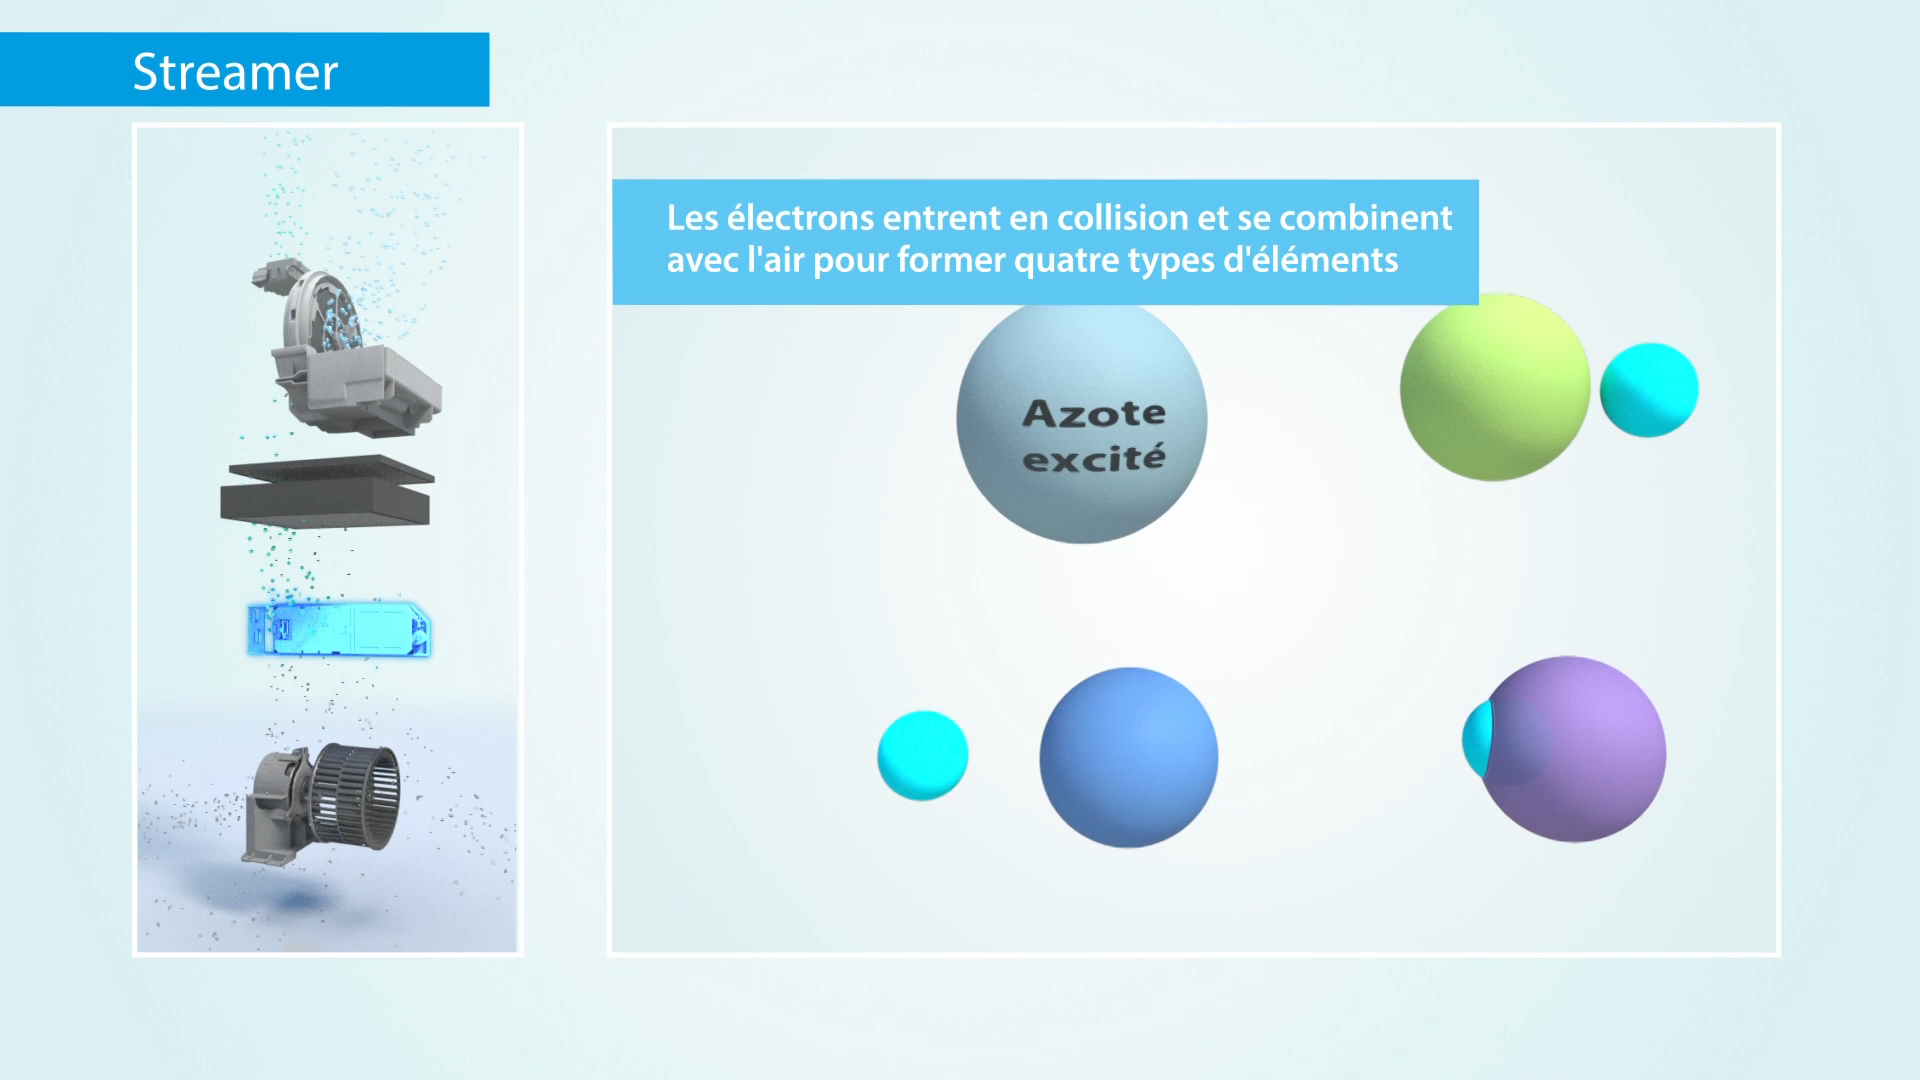 Streamer
Les électrons entrent en collision et se combinent
avec l'air pour former quatre types d'éléments
Azote
excité